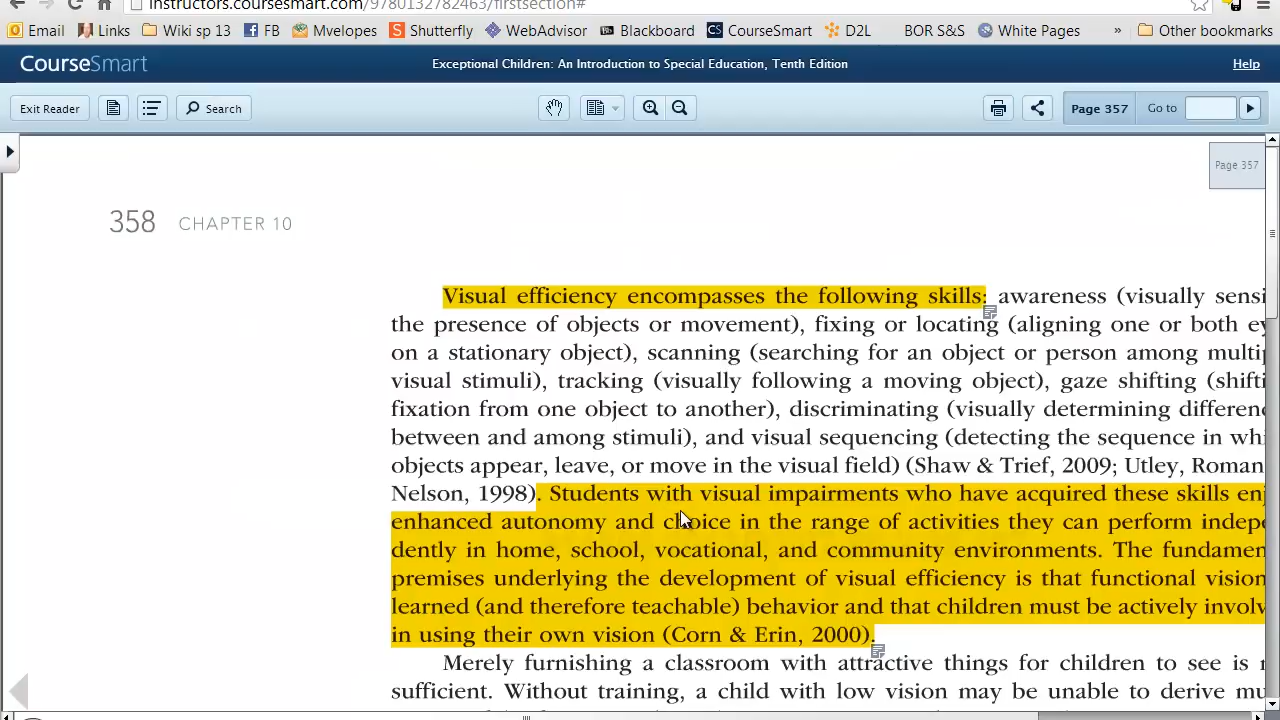 instructors.coursesmart.com/9780132782463/firstsection#
Email Links Wiki sp 13 FB Mvelopes Shutterfly WebAdvisor Blackboard CourseSmart D2L BOR S&S White Pages » Other bookmarks
CourseSmart Exceptional Children: An Introduction to Special Education, Tenth Edition Help
Exit Reader Search Page 357 Go to
Page 357
358 CHAPTER 10
Visual efficiency encompasses the following skills: awareness (visually sensi
the presence of objects or movement), fixing or locating (aligning one or both ey
on a stationary object), scanning (searching for an object or person among multip
visual stimuli), tracking (visually following a moving object), gaze shifting (shifti
fixation from one object to another), discriminating (visually determining differenc
between and among stimuli), and visual sequencing (detecting the sequence in whi
objects appear, leave, or move in the visual field) (Shaw & Trief, 2009; Utley, Roman
Nelson, 1998). Students with visual impairments who have acquired these skills enj
enhanced autonomy and choice in the range of activities they can perform indepe
dently in home, school, vocational, and community environments. The fundamen
premises underlying the development of visual efficiency is that functional vision
learned (and therefore teachable) behavior and that children must be actively involv
in using their own vision (Corn & Erin, 2000).
Merely furnishing a classroom with attractive things for children to see is
sufficient. Without training, a child with low vision may be unable to derive mu